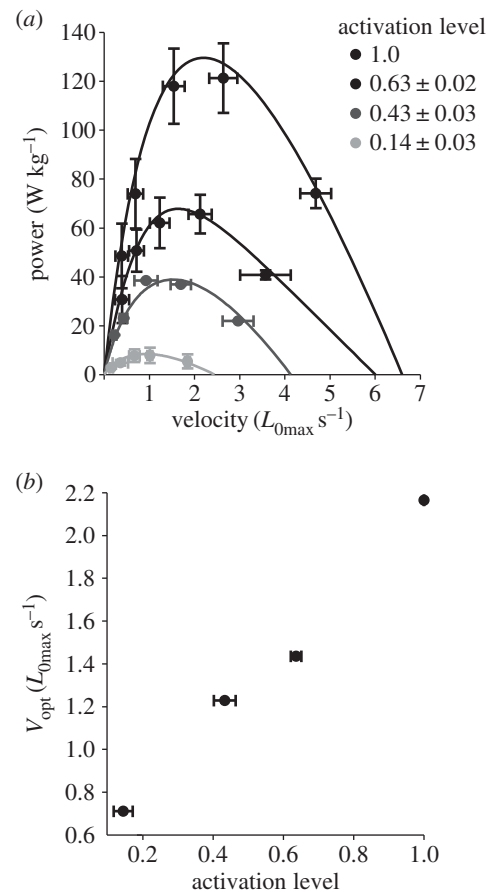 (a)
activation level
1.0
0.63 ± 0.02
0.43 ± 0.03
0.14 ± 0.03
140
120
100
80
60
40
20
0
power (W kg⁻¹)
1 2 3 4 5 6 7
velocity (L0max s⁻¹)
(b)
2.2
2.0
1.8
1.6
1.4
1.2
1.0
0.8
0.6
Vopt (L0max s⁻¹)
0.2 0.4 0.6 0.8 1.0
activation level